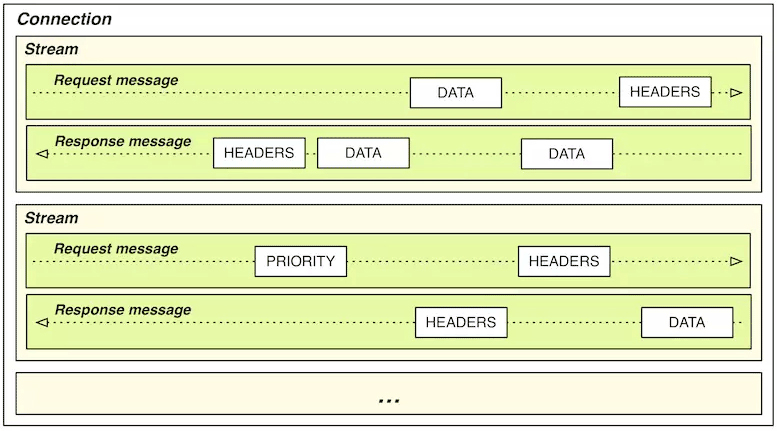 Connection
Stream
Request message
DATA HEADERS
Response message
HEADERS DATA DATA
Stream
Request message
PRIORITY HEADERS
Response message
HEADERS DATA
...